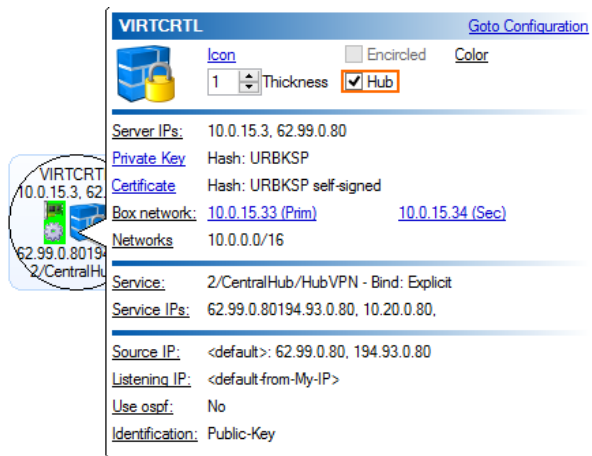 VIRTCRTL Goto Configuration
Icon Encircled Color
1 Thickness Hub
Server IPs: 10.0.15.3, 62.99.0.80
Private Key Hash: URBKSP
Certificate Hash: URBKSP self-signed
Box network: 10.0.15.33 (Prim) 10.0.15.34 (Sec)
Networks 10.0.0.0/16
Service: 2/CentralHub/HubVPN - Bind: Explicit
Service IPs: 62.99.0.80194.93.0.80, 10.20.0.80,
Source IP: <default>: 62.99.0.80, 194.93.0.80
Listening IP: <default-from-My-IP>
Use ospf: No
Identification: Public-Key
VIRTCRT
10.0.15.3, 62.
62.99.0.80194
2/CentralHu